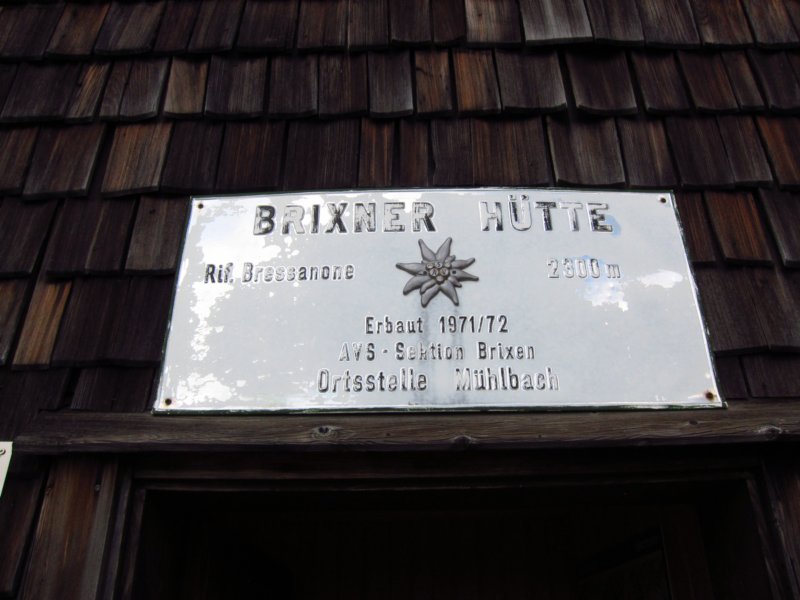 BRIXNER HÜTTE
Rif. Bressanone 2300 m
Erbaut 1971/72
AVS - Sektion Brixen
Ortsstelle Mühlbach